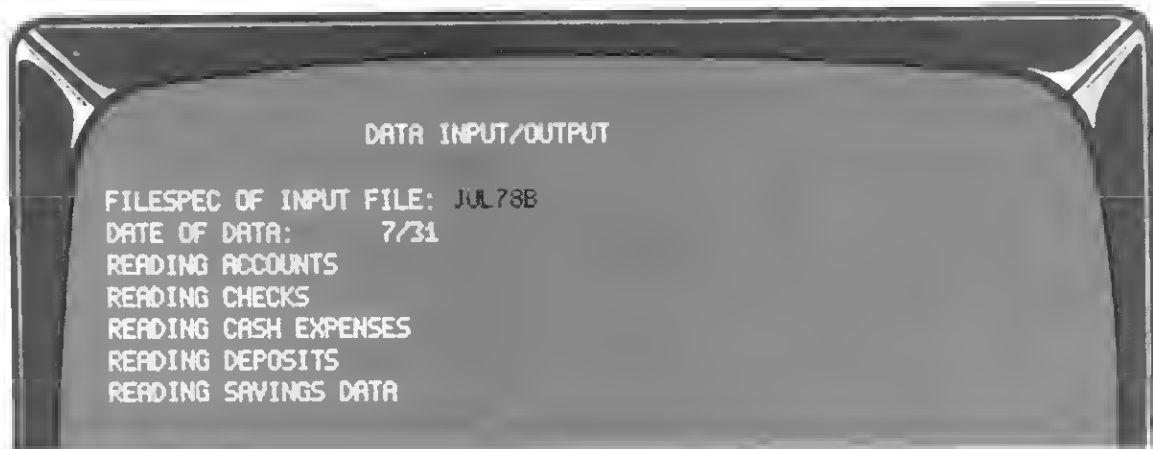 DATA INPUT/OUTPUT
FILESPEC OF INPUT FILE: JUL78B
DATE OF DATA: 7/31
READING ACCOUNTS
READING CHECKS
READING CASH EXPENSES
READING DEPOSITS
READING SAVINGS DATA